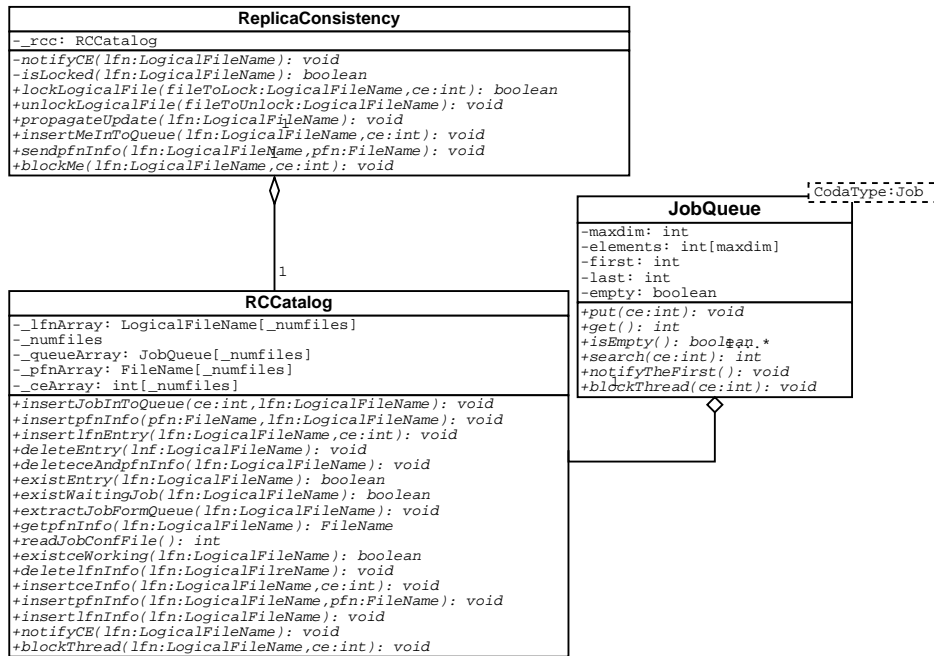 ReplicaConsistency
-_rcc: RCCatalog
-notifyCE(lfn:LogicalFileName): void
-isLocked(lfn:LogicalFileName): boolean
+lockLogicalFile(fileToLock:LogicalFileName,ce:int): boolean
+unlockLogicalFile(fileToUnlock:LogicalFileName): void
+propagateUpdate(lfn:LogicalFileName): void
+insertMeInToQueue(lfn:LogicalFileName,ce:int): void
+sendpfnInfo(lfn:LogicalFileName,pfn:FileName): void
+blockMe(lfn:LogicalFileName,ce:int): void
1
CodaType:Job
JobQueue
-maxdim: int
-elements: int[maxdim]
-first: int
-last: int
-empty: boolean
+put(ce:int): void
+get(): int
+isEmpty(): boolean
1..*
+search(ce:int): int
+notifyTheFirst(): void
1
+blockThread(ce:int): void
RCCatalog
-_lfnArray: LogicalFileName[_numfiles]
-_numfiles
-_queueArray: JobQueue[_numfiles]
-_pfnArray: FileName[_numfiles]
-_ceArray: int[_numfiles]
+insertJobInToQueue(ce:int,lfn:LogicalFileName): void
+insertpfnInfo(pfn:FileName,lfn:LogicalFileName): void
+insertlfnEntry(lfn:LogicalFileName,ce:int): void
+deleteEntry(lnf:LogicalFileName): void
+deleteceAndpfnInfo(lfn:LogicalFileName): void
+existEntry(lfn:LogicalFileName): boolean
+existWaitingJob(lfn:LogicalFileName): boolean
+extractJobFormQueue(lfn:LogicalFileName): void
+getpfnInfo(lfn:LogicalFileName): FileName
+readJobConfFile(): int
+existceWorking(lfn:LogicalFileName): boolean
+deletelfnInfo(lfn:LogicalFilreName): void
+insertceInfo(lfn:LogicalFileName,ce:int): void
+insertpfnInfo(lfn:LogicalFileName,pfn:FileName): void
+insertlfnInfo(lfn:LogicalFileName): void
+notifyCE(lfn:LogicalFileName): void
+blockThread(lfn:LogicalFileName,ce:int): void